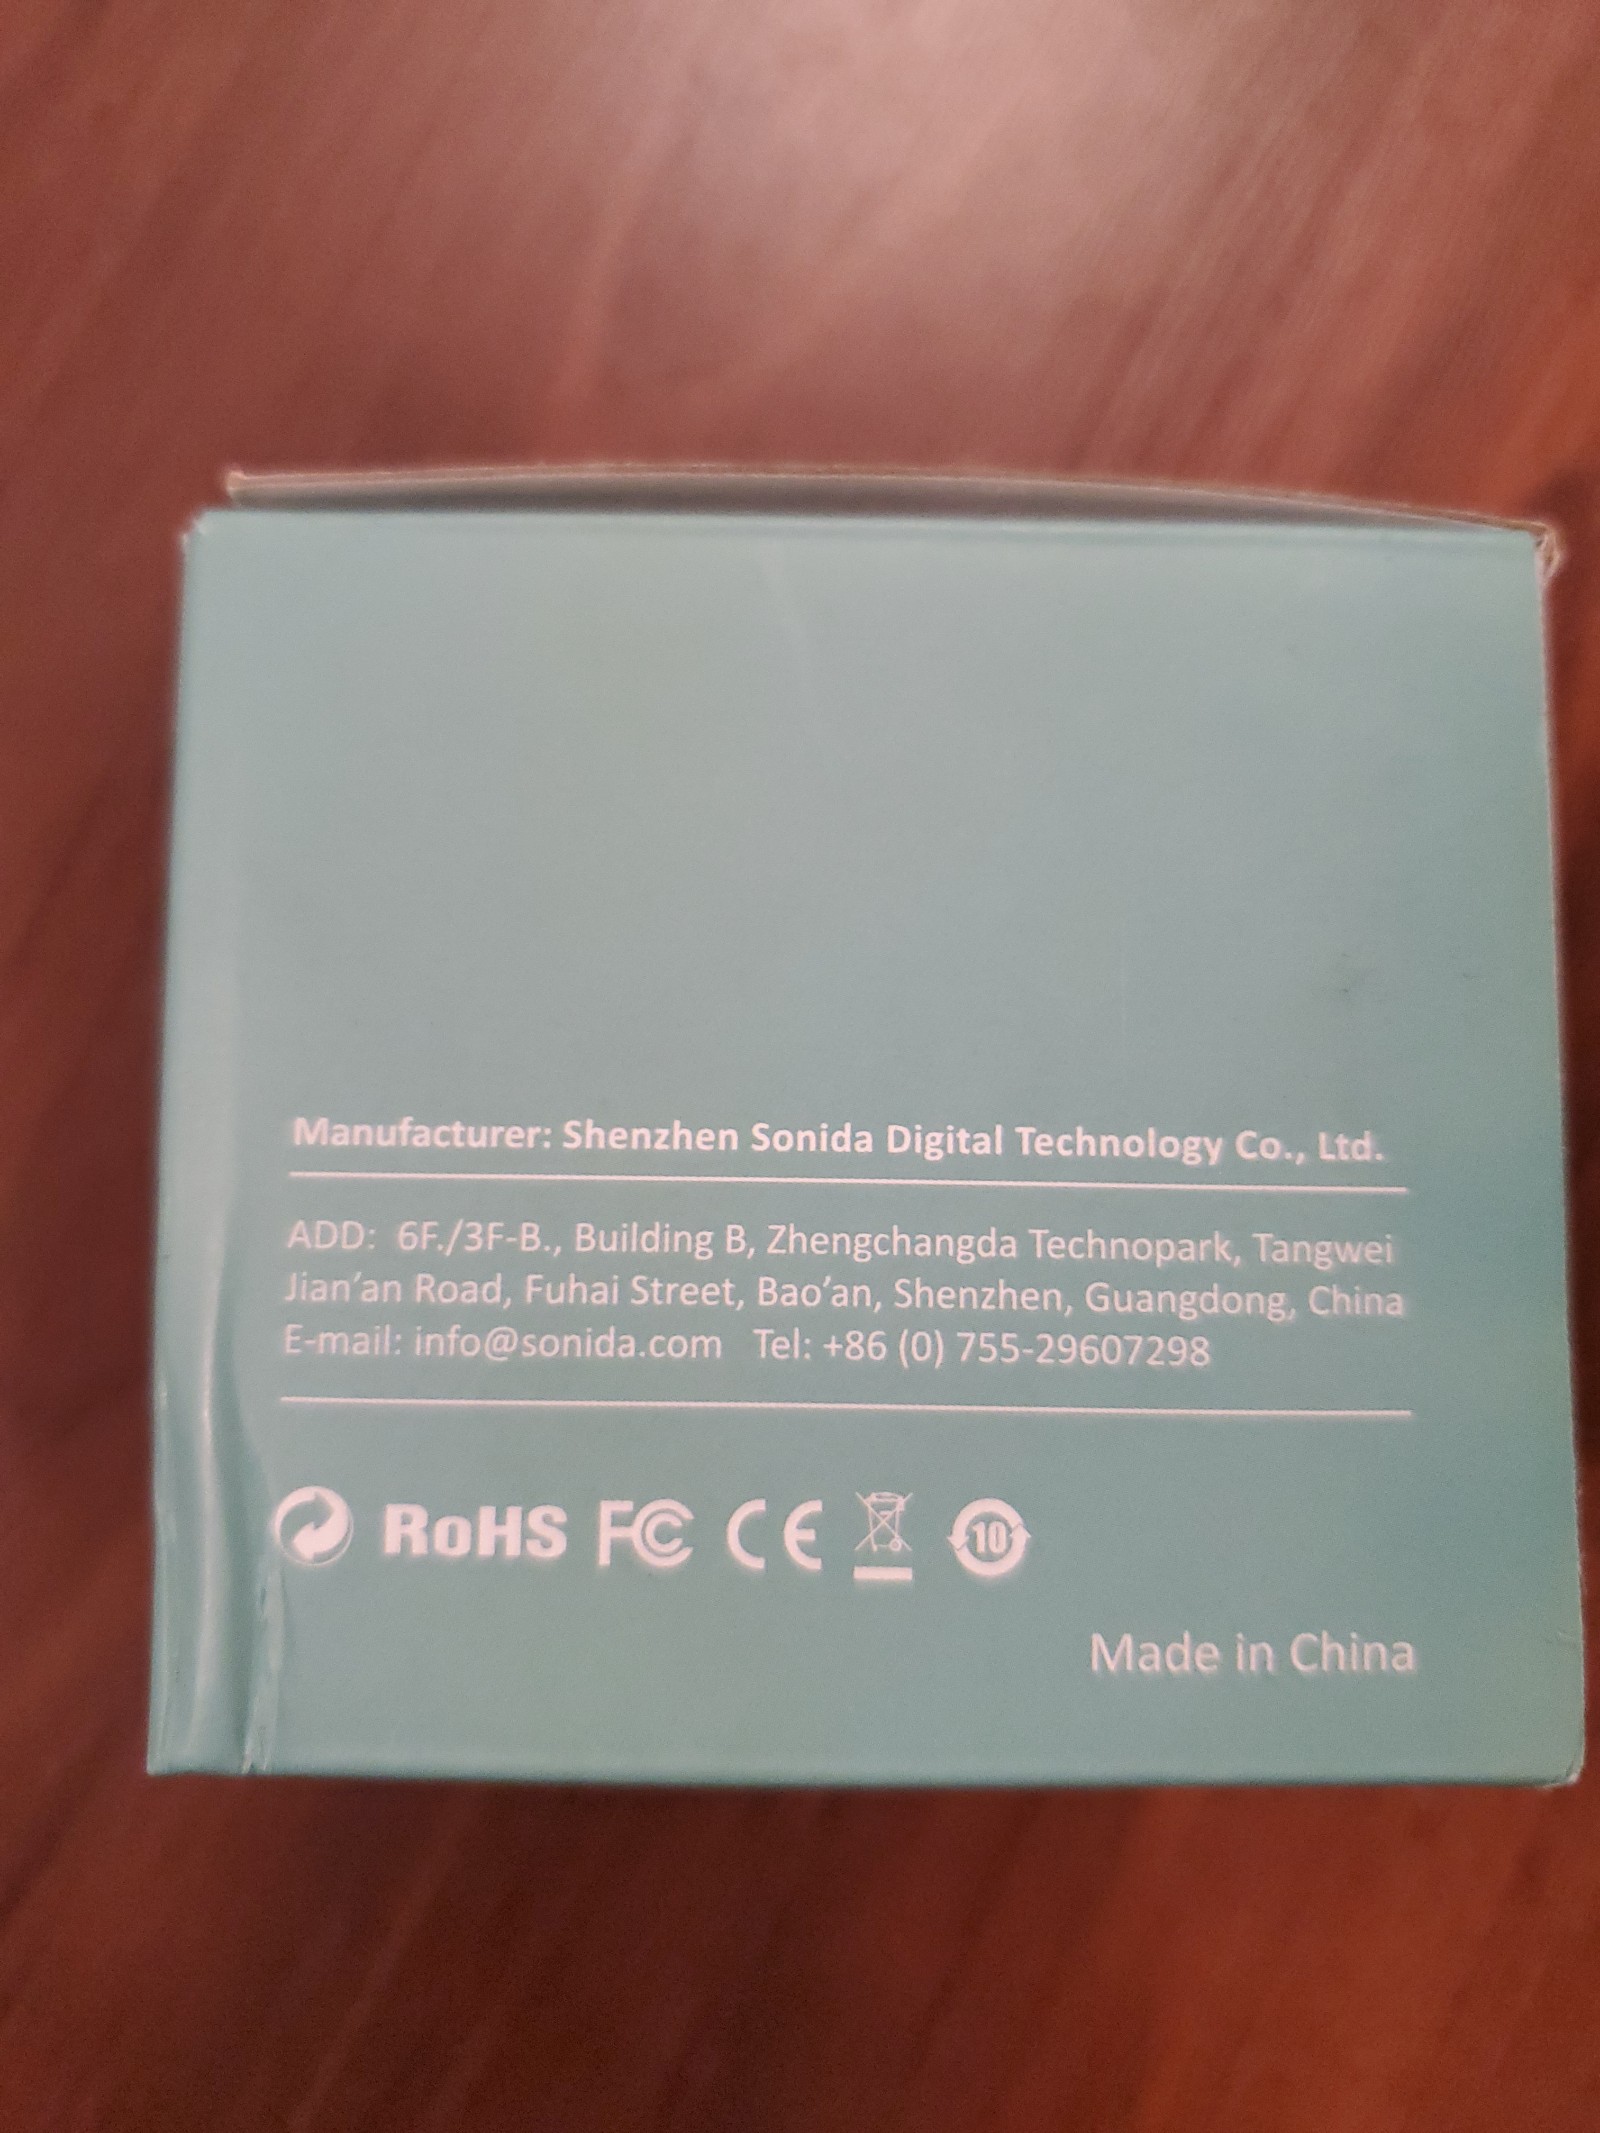 Manufacturer: Shenzhen Sonida Digital Technology Co., Ltd.
ADD: 6F./3F-B., Building B, Zhengchangda Technopark, Tangwei
Jian’an Road, Fuhai Street, Bao’an, Shenzhen, Guangdong, China
E-mail: info@sonida.com Tel: +86 (0) 755-29607298
RoHS FC CE 10
Made in China